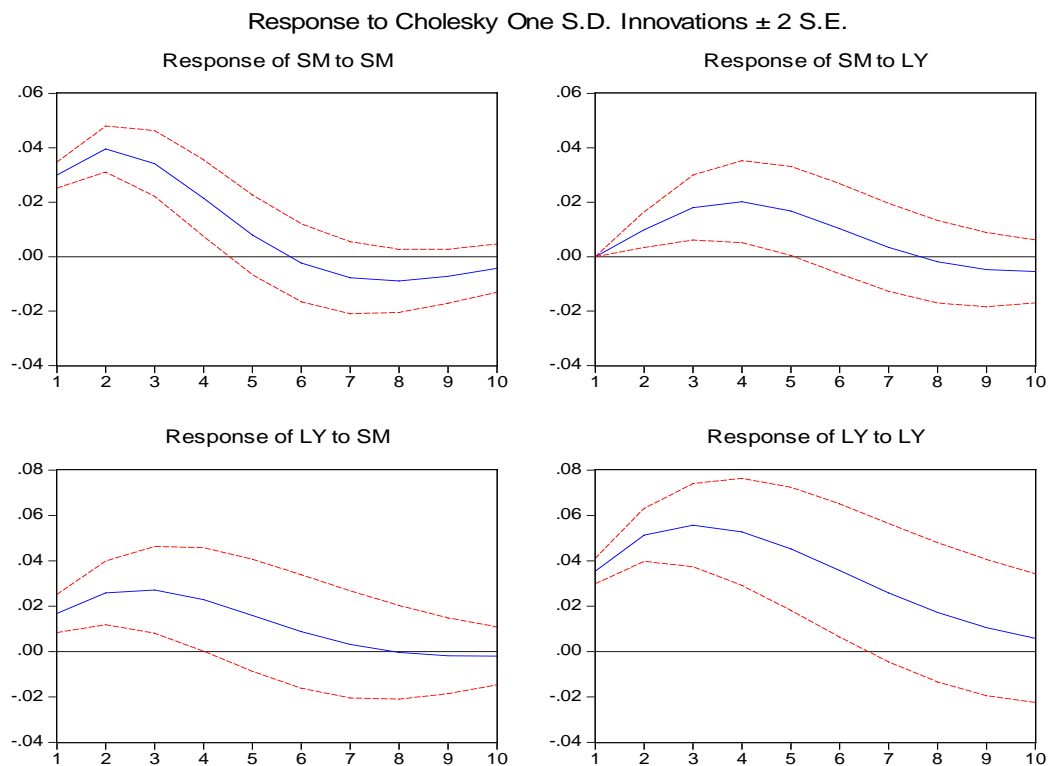 Response to Cholesky One S.D. Innovations ± 2 S.E.
Response of SM to SM
.06
.04
.02
.00
-.02
-.04
1 2 3 4 5 6 7 8 9 10
Response of SM to LY
.06
.04
.02
.00
-.02
-.04
1 2 3 4 5 6 7 8 9 10
Response of LY to SM
.08
.06
.04
.02
.00
-.02
-.04
1 2 3 4 5 6 7 8 9 10
Response of LY to LY
.08
.06
.04
.02
.00
-.02
-.04
1 2 3 4 5 6 7 8 9 10